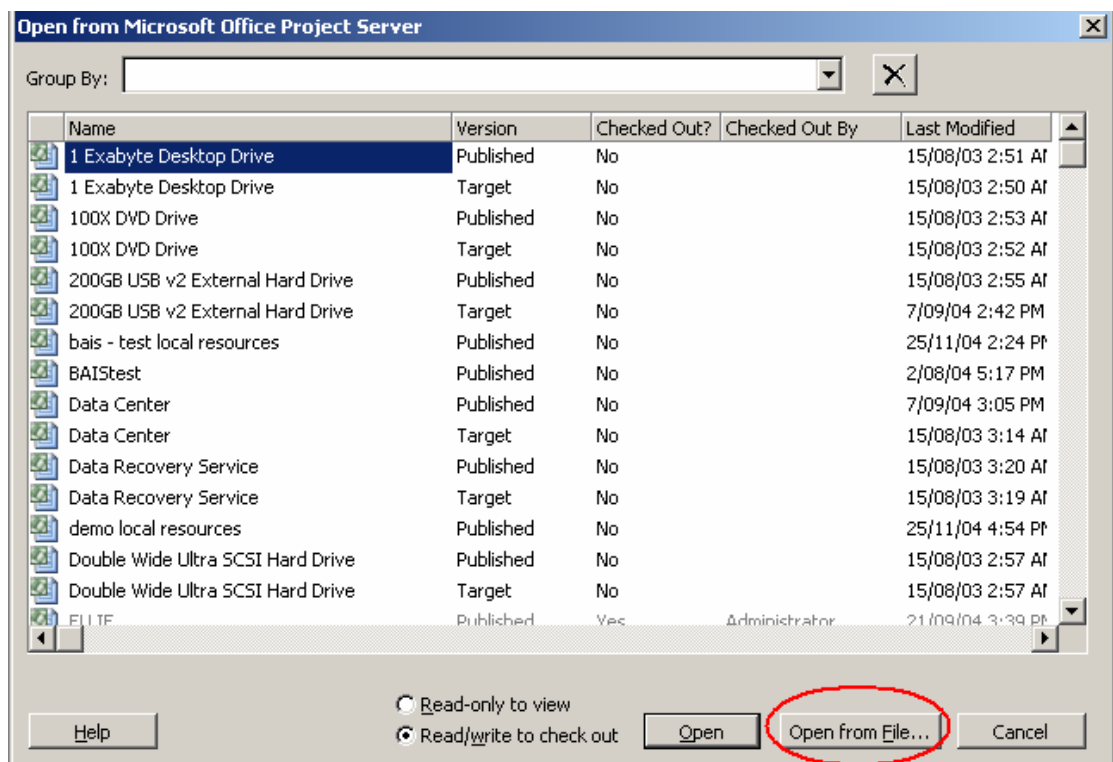 Open from Microsoft Office Project Server
Group By:
Name Version Checked Out? Checked Out By Last Modified
1 Exabyte Desktop Drive Published No 15/08/03 2:51 AM
1 Exabyte Desktop Drive Target No 15/08/03 2:50 AM
100X DVD Drive Published No 15/08/03 2:53 AM
100X DVD Drive Target No 15/08/03 2:52 AM
200GB USB v2 External Hard Drive Published No 15/08/03 2:55 AM
200GB USB v2 External Hard Drive Target No 7/09/04 2:42 PM
bais - test local resources Published No 25/11/04 2:24 PM
BAIStest Published No 2/08/04 5:17 PM
Data Center Published No 7/09/04 3:05 PM
Data Center Target No 15/08/03 3:14 AM
Data Recovery Service Published No 15/08/03 3:20 AM
Data Recovery Service Target No 15/08/03 3:19 AM
demo local resources Published No 25/11/04 4:54 PM
Double Wide Ultra SCSI Hard Drive Published No 15/08/03 2:57 AM
Double Wide Ultra SCSI Hard Drive Target No 15/08/03 2:57 AM
ELLIE Published Yes Administrator 21/09/04 3:39 PM
Read-only to view
Help Read/write to check out Open Open from File... Cancel